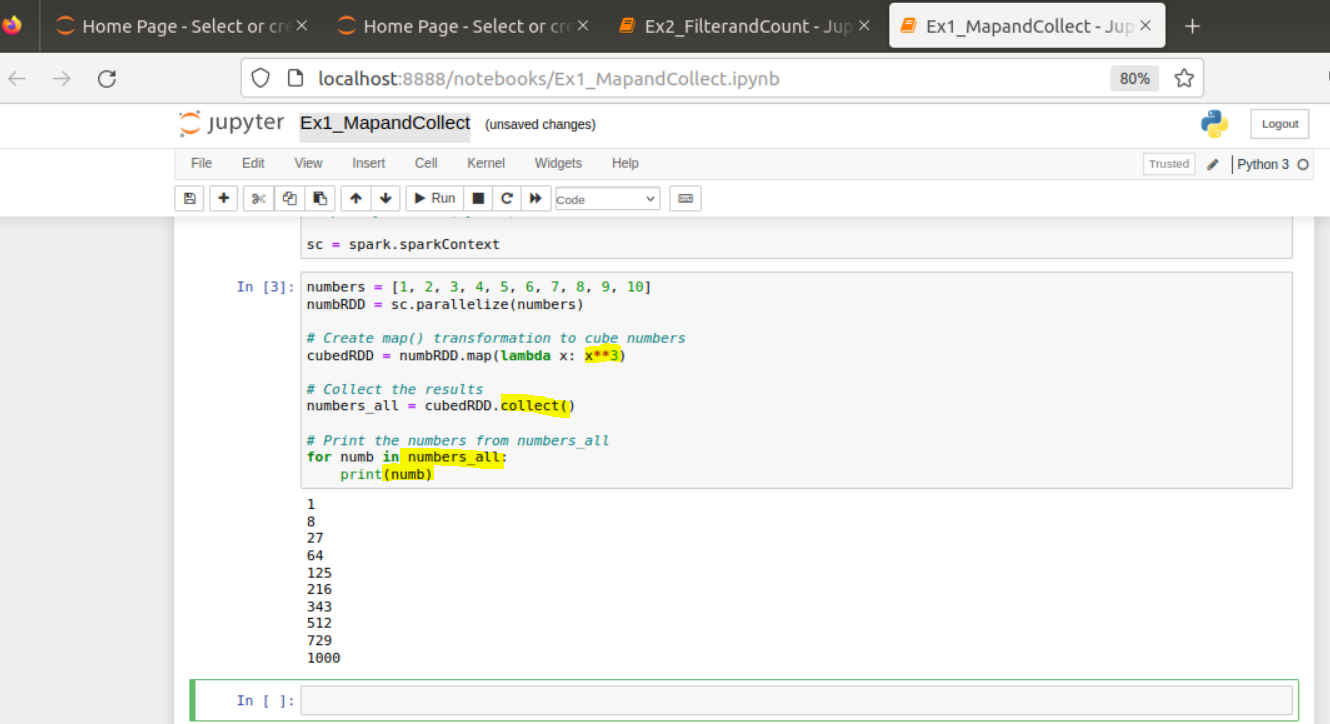 Home Page - Select or cre × Home Page - Select or cre × Ex2_FilterandCount - Jup × Ex1_MapandCollect - Jup × +
localhost:8888/notebooks/Ex1_MapandCollect.ipynb 80%
jupyter Ex1_MapandCollect (unsaved changes) Logout
File Edit View Insert Cell Kernel Widgets Help Trusted Python 3
Run Code
sc = spark.sparkContext
In [3]: numbers = [1, 2, 3, 4, 5, 6, 7, 8, 9, 10]
numbRDD = sc.parallelize(numbers)
# Create map() transformation to cube numbers
cubedRDD = numbRDD.map(lambda x: x**3)
# Collect the results
numbers_all = cubedRDD.collect()
# Print the numbers from numbers_all
for numb in numbers_all:
    print(numb)
1
8
27
64
125
216
343
512
729
1000
In [ ]: